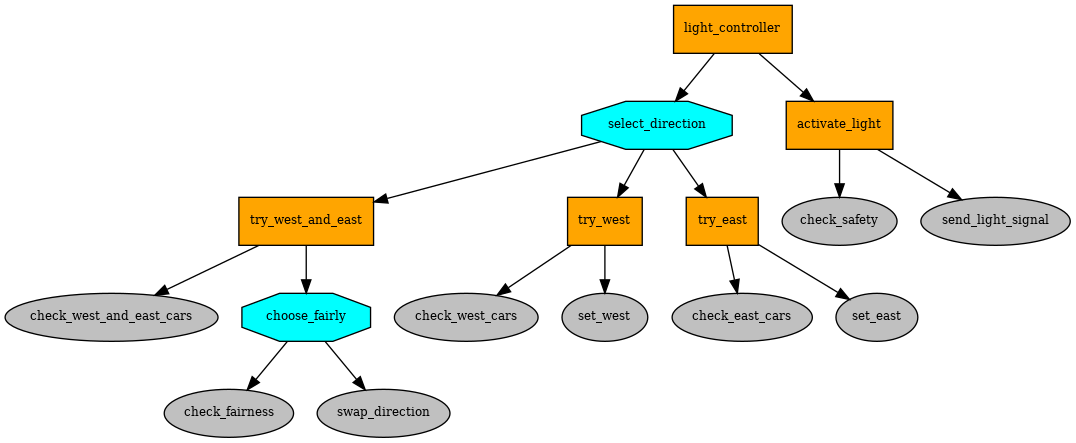 light_controller
select_direction
activate_light
try_west_and_east
try_west
try_east
check_safety
send_light_signal
check_west_and_east_cars
choose_fairly
check_west_cars
set_west
check_east_cars
set_east
check_fairness
swap_direction